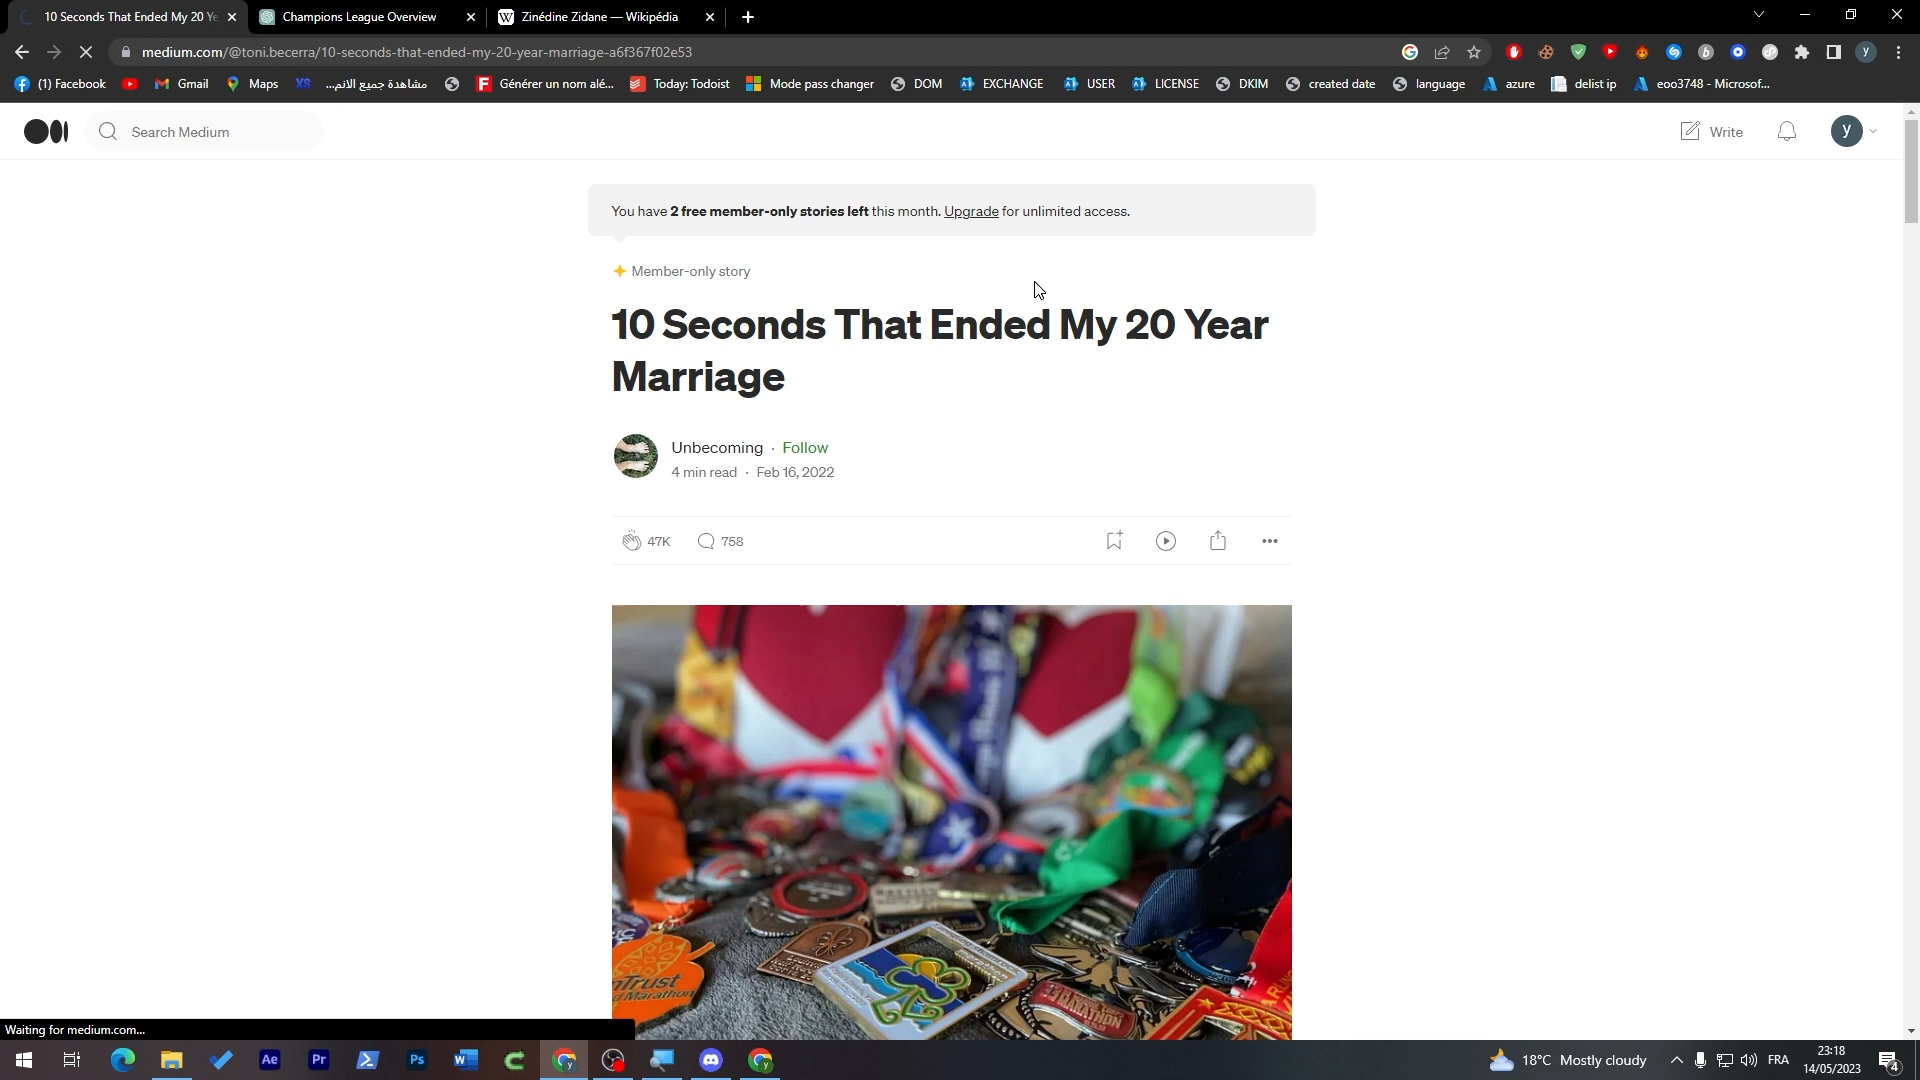 10 Seconds That Ended My 20 Ye
Champions League Overview
Zinédine Zidane — Wikipédia
medium.com/@toni.becerra/10-seconds-that-ended-my-20-year-marriage-a6f367f02e53
(1) Facebook
Gmail
Maps
XS
مشاهدة جميع الانم...
Générer un nom alé...
Today: Todoist
Mode pass changer
DOM
EXCHANGE
USER
LICENSE
DKIM
created date
language
azure
delist ip
eoo3748 - Microsof...
Search Medium
Write
y
You have 2 free member-only stories left this month. Upgrade for unlimited access.
Member-only story
10 Seconds That Ended My 20 Year
Marriage
Unbecoming · Follow
4 min read · Feb 16, 2022
47K
758
Waiting for medium.com...
18°C Mostly cloudy
FRA
23:18
14/05/2023
4